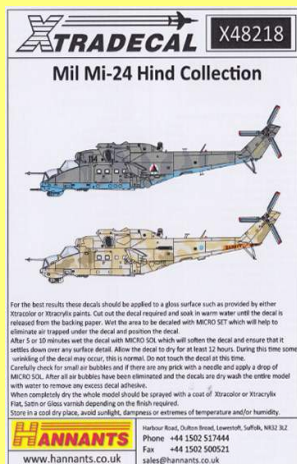 XTRADECAL
X48218
Mil Mi-24 Hind Collection
For the best results these decals should be applied to a gloss surface such as provided by either
Xtracolor or Xtracrylix paints. Cut out the decal required and soak in warm water until the decal is
released from the backing paper. Wet the area to be decaled with MICRO SET which will help to
eliminate air trapped under the decal and position the decal.
After 5 or 10 minutes wet the decal with MICRO SOL which will soften the decal and ensure that it
settles down over any surface detail. Allow the decal to dry for at least 12 hours. During this time some
wrinkling of the decal may occur, this is normal. Do not touch the decal at this time.
Carefully check for small air bubbles and if there are any prick with a needle and apply a drop of
MICRO SOL. After all air bubbles have been eliminated and the decals are dry wash the entire model
with water to remove any excess decal adhesive.
When completely dry the whole model should be sprayed with a coat of Xtracolor or Xtracrylix
Flat, Satin or Gloss varnish depending on the finish required.
Store in a cool dry place, avoid sunlight, dampness or extremes of temperature and/or humidity.
HANNANTS
www.hannants.co.uk
Harbour Road, Oulton Broad, Lowestoft, Suffolk, NR32 3LZ
Phone +44 1502 517444
Fax +44 1502 500521
sales@hannants.co.uk